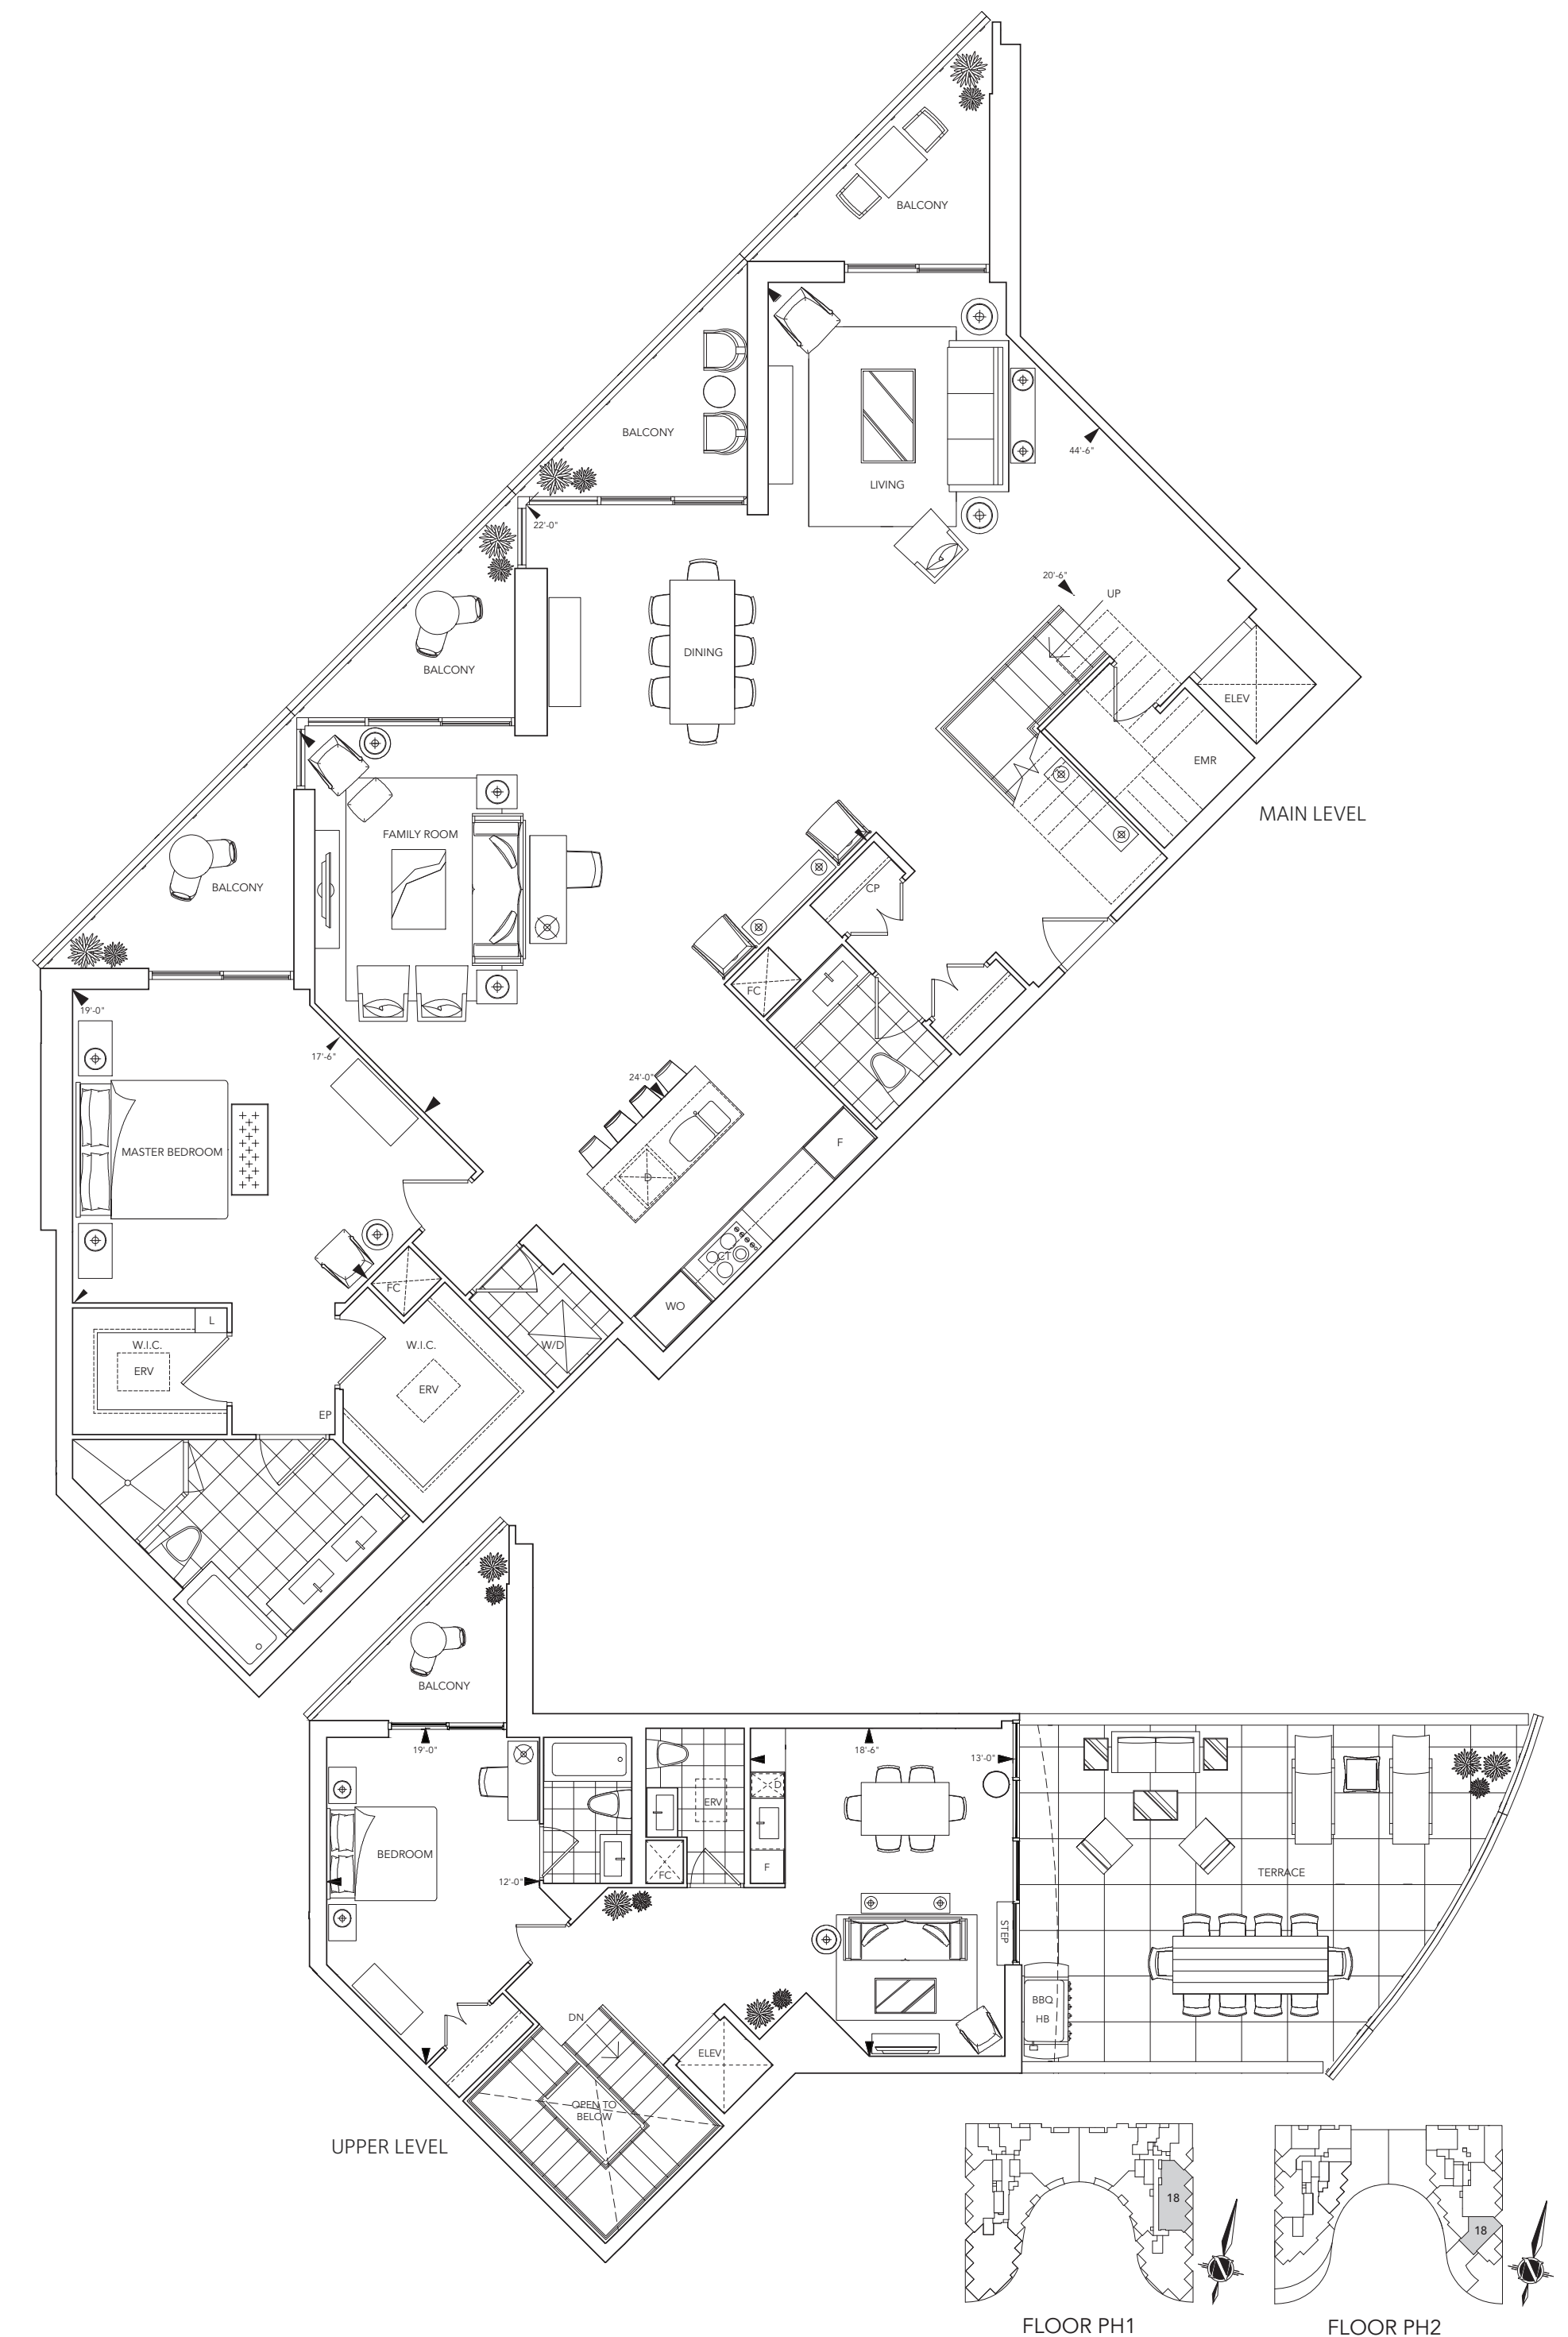 BALCONY
BALCONY
44'-6"
LIVING
22'-0"
20'-6"
UP
DINING
BALCONY
ELEV
EMR
MAIN LEVEL
FAMILY ROOM
BALCONY
CP
FC
19'-0"
17'-6"
24'-0"
D
F
MASTER BEDROOM
CT
FC
WO
L
W.I.C.
ERV
W.I.C.
ERV
W/D
EP
BALCONY
19'-0"
18'-6"
13'-0"
D
ERV
BEDROOM
F
FC
12'-0"
TERRACE
STEP
BBQ
HB
DN
ELEV
OPEN TO
BELOW
UPPER LEVEL
18
18
N
N
FLOOR PH1
FLOOR PH2